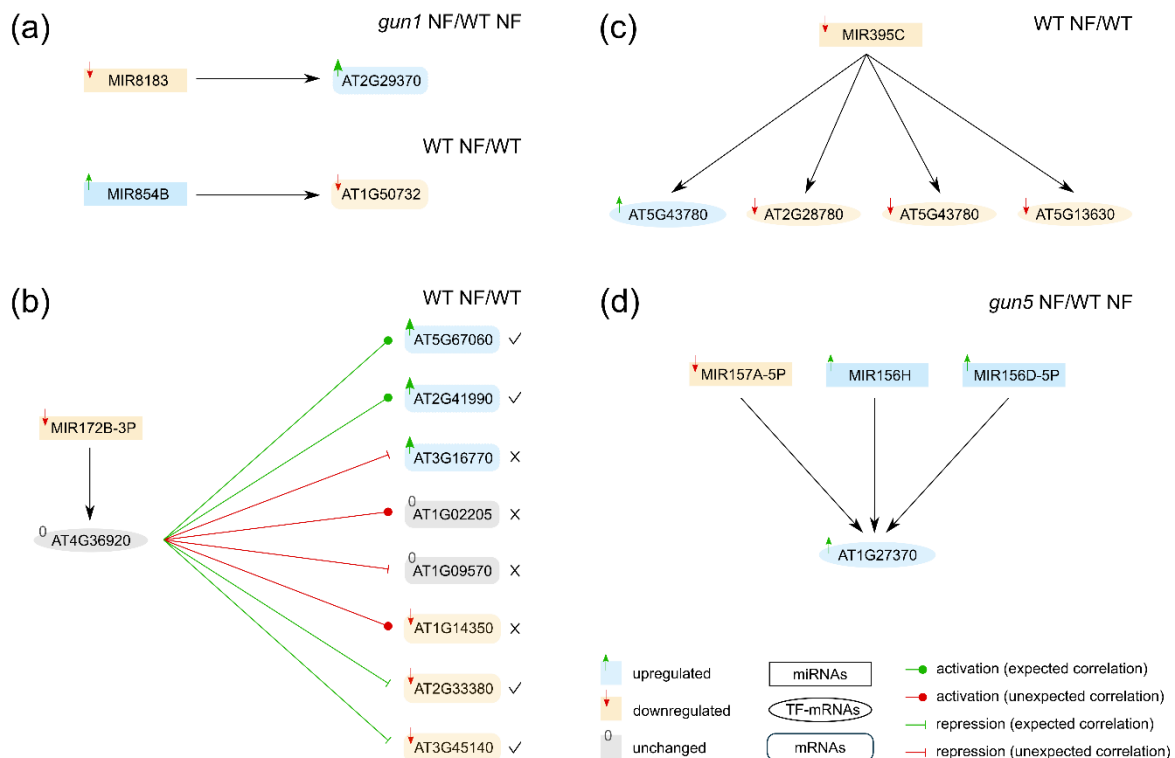 (a)
gun1 NF/WT NF
MIR8183
AT2G29370
WT NF/WT
MIR854B
AT1G50732
(b)
WT NF/WT
MIR172B-3P
0
AT4G36920
AT5G67060 ✓
AT2G41990 ✓
AT3G16770 X
0
AT1G02205 X
0
AT1G09570 X
AT1G14350 X
AT2G33380 ✓
AT3G45140 ✓
(c)
WT NF/WT
MIR395C
AT5G43780 AT2G28780 AT5G43780 AT5G13630
(d)
gun5 NF/WT NF
MIR157A-5P MIR156H MIR156D-5P
AT1G27370
upregulated
downregulated
0
unchanged
miRNAs
TF-mRNAs
mRNAs
activation (expected correlation)
activation (unexpected correlation)
repression (expected correlation)
repression (unexpected correlation)